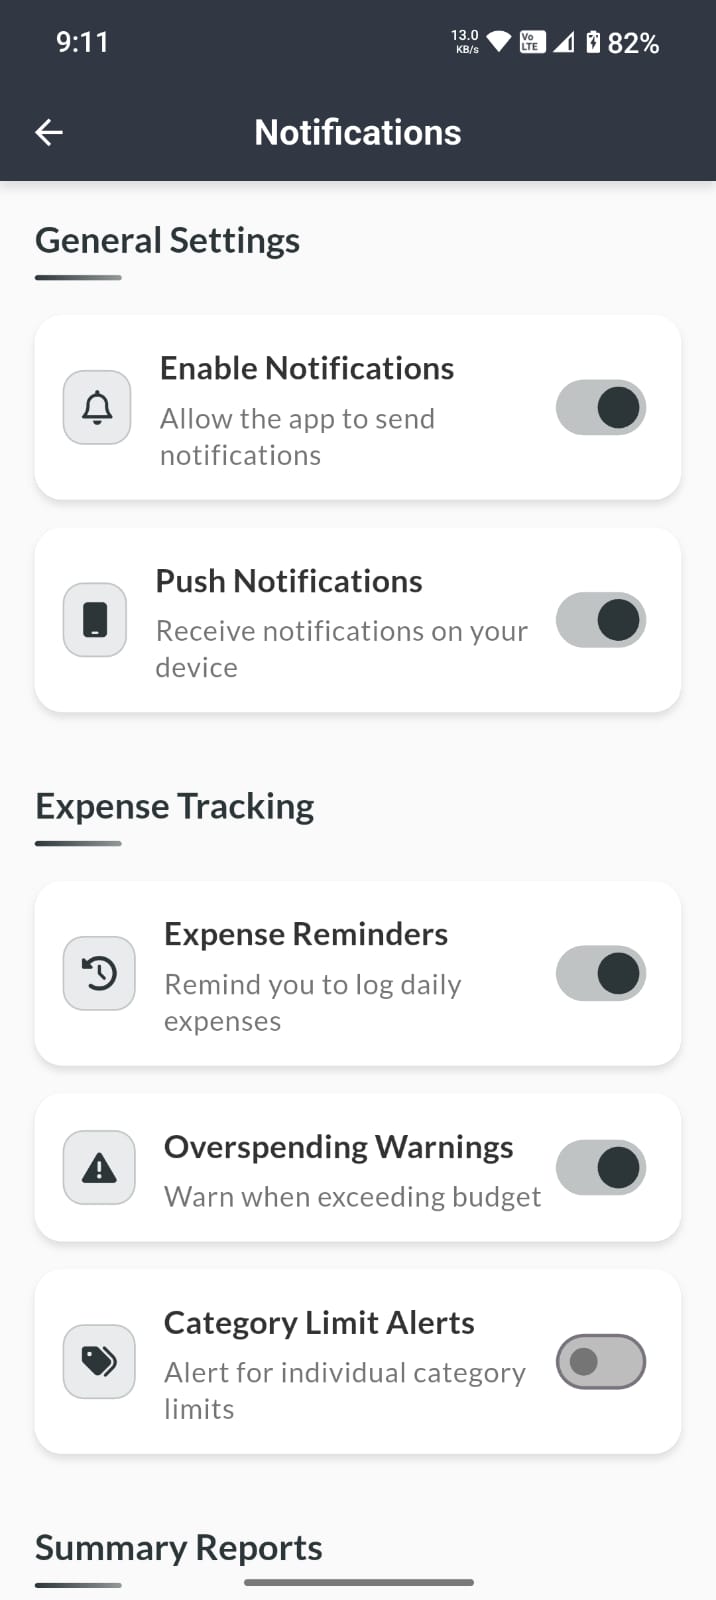 9:11
13.0
KB/s
Vo
LTE
82%
Notifications
General Settings
Enable Notifications
Allow the app to send
notifications
Push Notifications
Receive notifications on your
device
Expense Tracking
Expense Reminders
Remind you to log daily
expenses
Overspending Warnings
Warn when exceeding budget
Category Limit Alerts
Alert for individual category
limits
Summary Reports